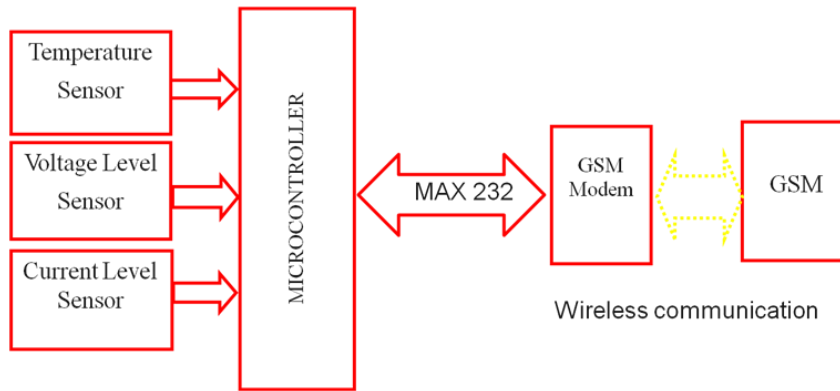 Temperature
Sensor
Voltage Level
Sensor
Current Level
Sensor
MICROCONTROLLER
MAX 232
GSM
Modem
GSM
Wireless communication